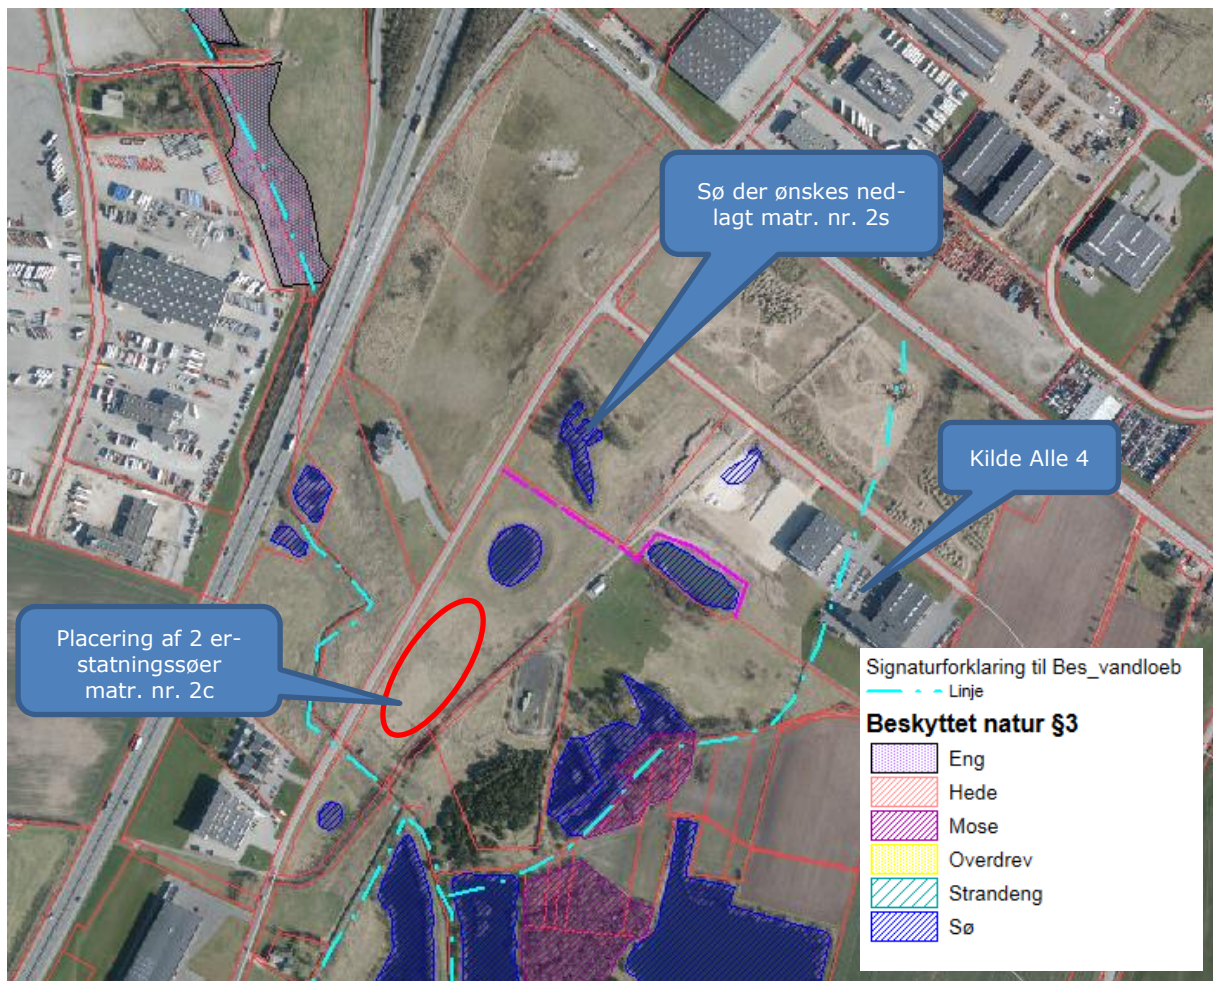 Sø der ønskes ned-
lagt matr. nr. 2s
Kilde Alle 4
Placering af 2 er-
statningssøer
matr. nr. 2c
Signaturforklaring til Bes_vandloeb
Linje
Beskyttet natur §3
Eng
Hede
Mose
Overdrev
Strandeng
Sø